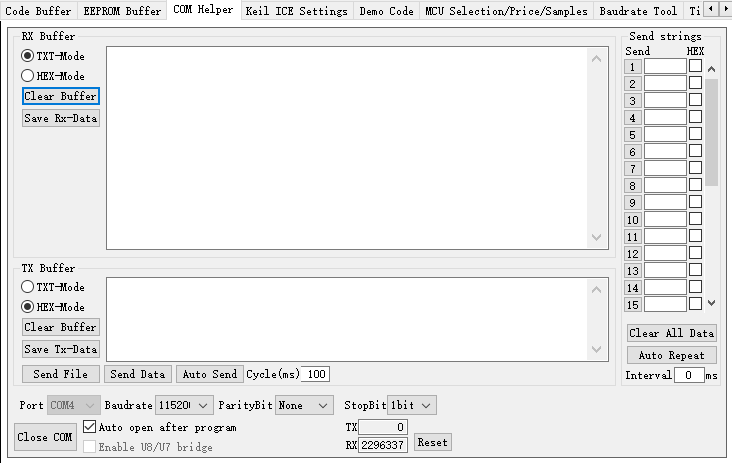 Code Buffer EEPROM Buffer COM Helper Keil ICE Settings Demo Code MCU Selection/Price/Samples Baudrate Tool Ti
RX Buffer
TXT-Mode
HEX-Mode
Clear Buffer
Save Rx-Data
TX Buffer
TXT-Mode
HEX-Mode
Clear Buffer
Save Tx-Data
Send File Send Data Auto Send Cycle(ms) 100
Send strings
Send HEX
1
2
3
4
5
6
7
8
9
10
11
12
13
14
15
Clear All Data
Auto Repeat
Interval 0 ms
Port COM4 Baudrate 11520 ParityBit None StopBit 1bit
Close COM
Auto open after program
Enable U8/U7 bridge
TX 0
RX 2296337
Reset